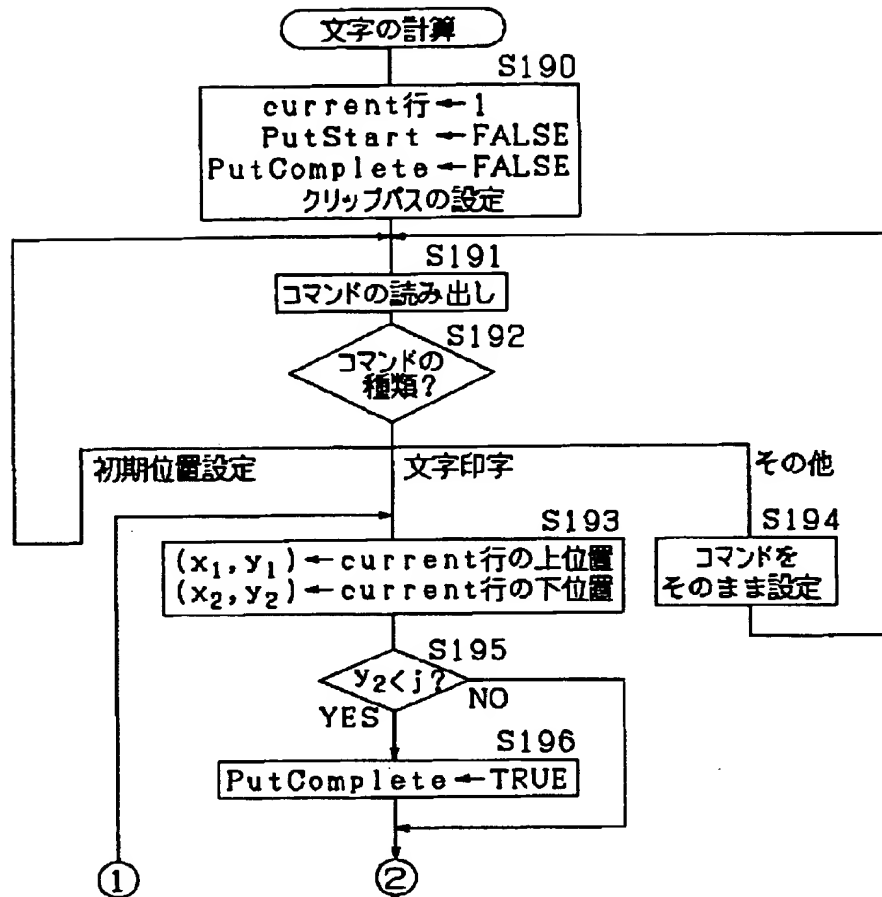 文字の計算
S190
current行←1
PutStart←FALSE
PutComplete←FALSE
クリップパスの設定
S191
コマンドの読み出し
S192
コマンドの
種類?
初期位置設定
文字印字
その他
S193
(x₁,y₁)←current行の上位置
(x₂,y₂)←current行の下位置
S194
コマンドを
そのまま設定
S195
y₂<j?
YES
NO
S196
PutComplete←TRUE
①
②